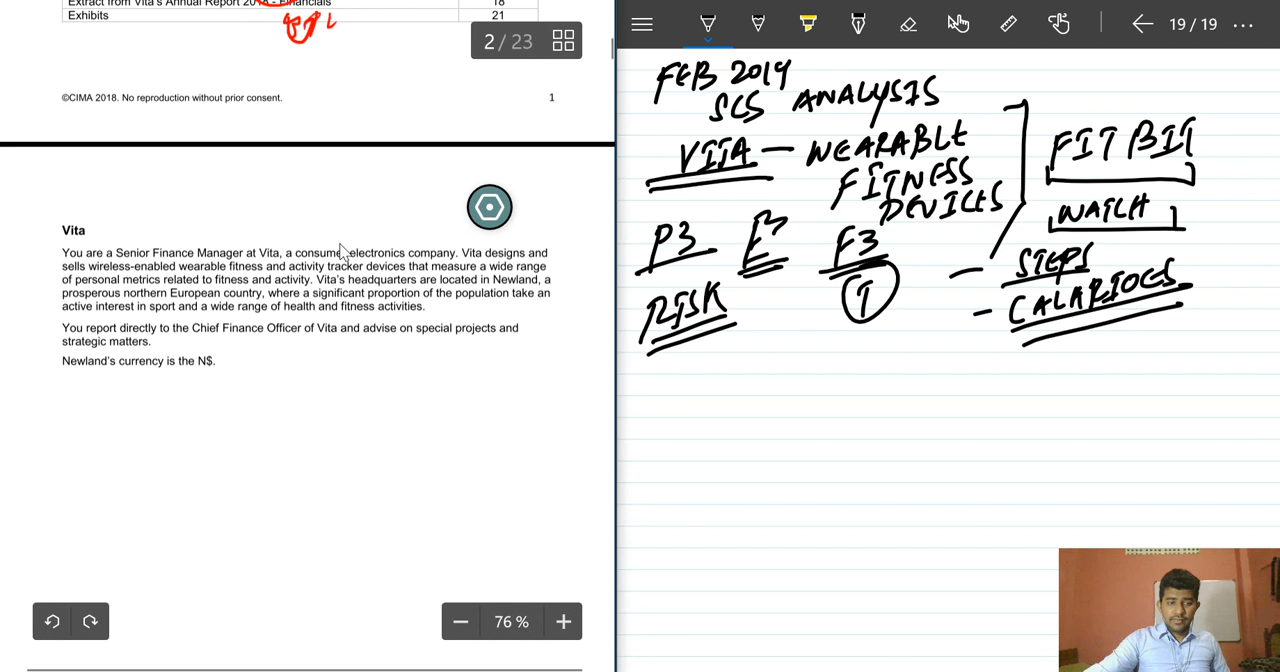 Extract from Vita's Annual Report 2018 - Financials 18
Exhibits 21
2 / 23
©CIMA 2018. No reproduction without prior consent. 1
Vita
You are a Senior Finance Manager at Vita, a consumer electronics company. Vita designs and
sells wireless-enabled wearable fitness and activity tracker devices that measure a wide range
of personal metrics related to fitness and activity. Vita's headquarters are located in Newland, a
prosperous northern European country, where a significant proportion of the population take an
active interest in sport and a wide range of health and fitness activities.
You report directly to the Chief Finance Officer of Vita and advise on special projects and
strategic matters.
Newland's currency is the N$.
76 %
19 / 19
FEB 2019
SCS ANALYSIS
VITA – WEARABLE
FITNESS
DEVICES
FITBIT
WATCH
P3 E3 F3
- STEPS
RISK
- CALARIOES